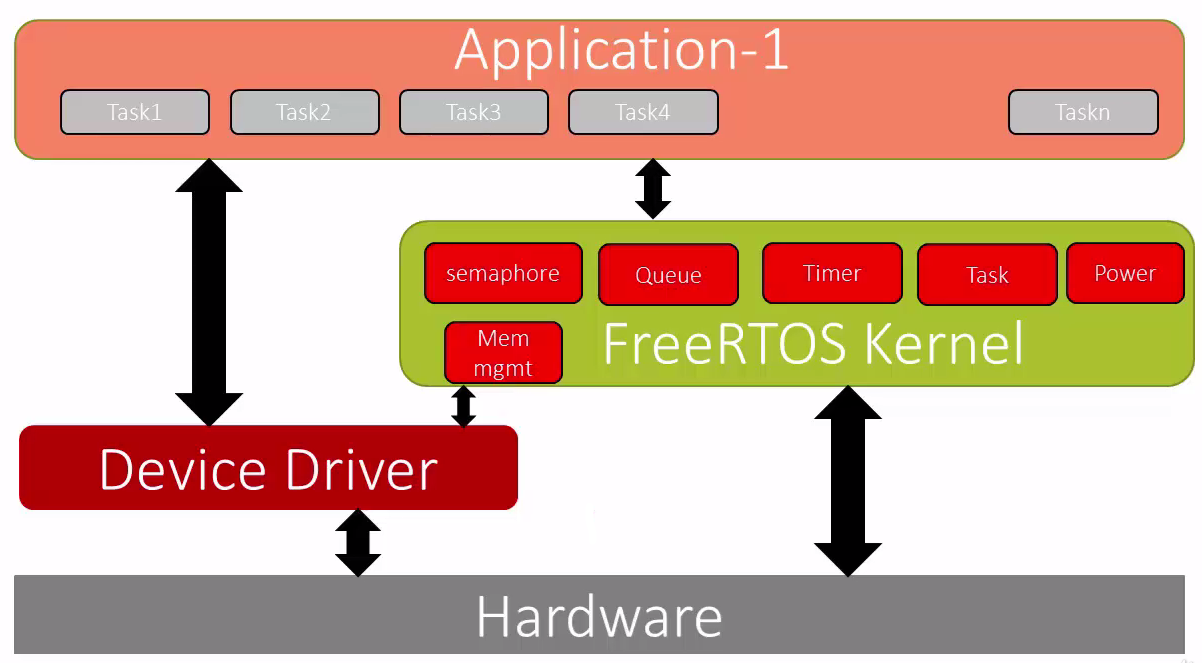 Application-1
Task1 Task2 Task3 Task4 Taskn
semaphore Queue Timer Task Power
Mem
mgmt
FreeRTOS Kernel
Device Driver
Hardware